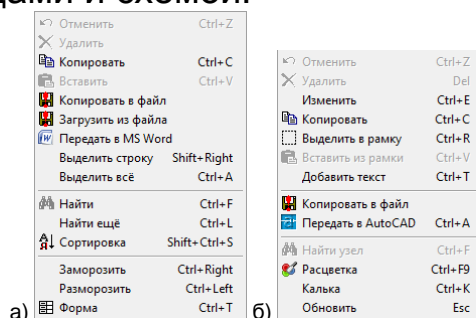 дами и схемой.
Отменить Ctrl+Z
Удалить
Копировать Ctrl+C
Вставить Ctrl+V
Копировать в файл
Загрузить из файла
Передать в MS Word
Выделить строку Shift+Right
Выделить всё Ctrl+A
Найти Ctrl+F
Найти ещё Ctrl+L
Сортировка Shift+Ctrl+S
Заморозить Ctrl+Right
Разморозить Ctrl+Left
а) Форма Ctrl+T
Отменить Ctrl+Z
Удалить Del
Изменить Ctrl+E
Копировать Ctrl+C
Выделить в рамку Ctrl+R
Вставить из рамки Ctrl+V
Добавить текст Ctrl+T
Копировать в файл
Передать в AutoCAD Ctrl+A
Найти узел Ctrl+F
Расцветка Ctrl+F9
Калька Ctrl+K
б) Обновить Esc